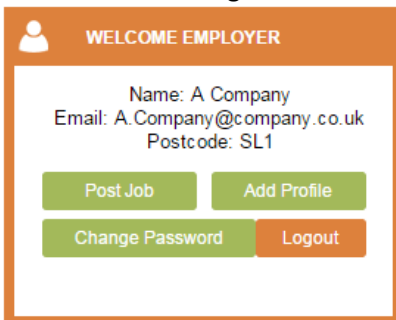 WELCOME EMPLOYER
Name: A Company
Email: A.Company@company.co.uk
Postcode: SL1
Post Job Add Profile
Change Password Logout